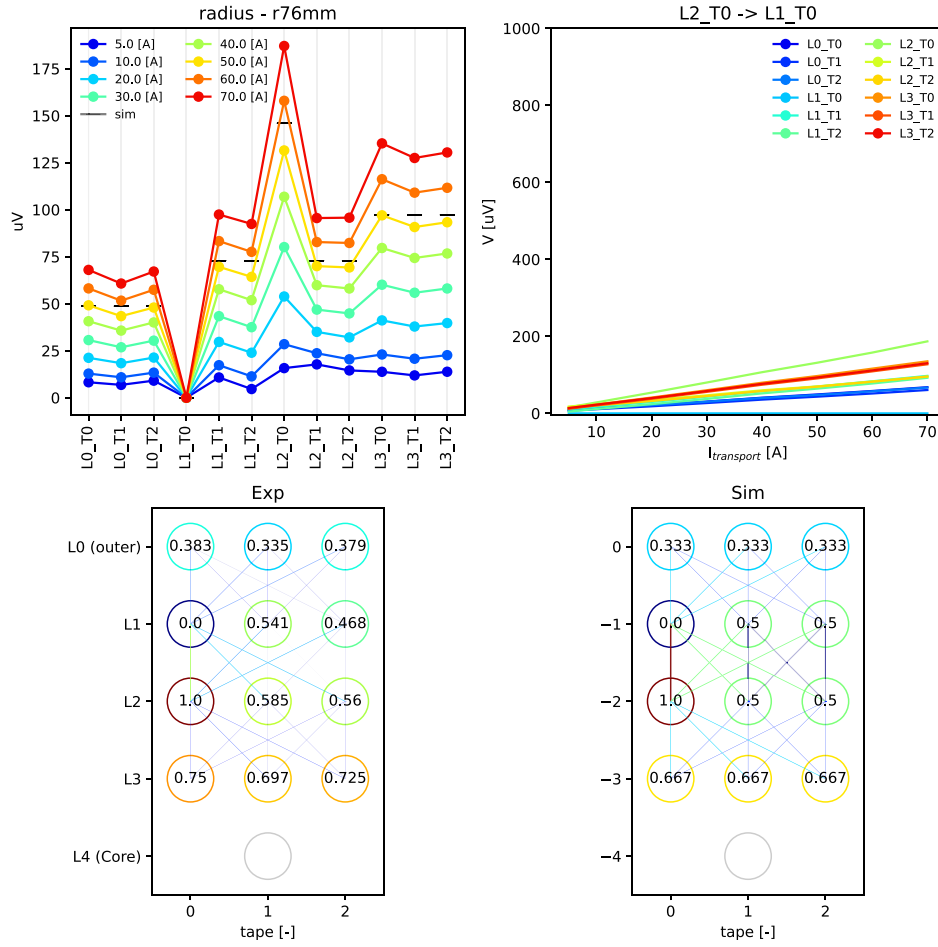 radius - r76mm
175
150
125
100
75
50
25
0
uV
5.0 [A]
10.0 [A]
20.0 [A]
30.0 [A]
sim
40.0 [A]
50.0 [A]
60.0 [A]
70.0 [A]
L0_T0
L0_T1
L0_T2
L1_T0
L1_T1
L1_T2
L2_T0
L2_T1
L2_T2
L3_T0
L3_T1
L3_T2
L2_T0 -> L1_T0
1000
800
600
400
200
0
V [uV]
L0_T0
L0_T1
L0_T2
L1_T0
L1_T1
L1_T2
L2_T0
L2_T1
L2_T2
L3_T0
L3_T1
L3_T2
10 20 30 40 50 60 70
I_transport [A]
Exp
L0 (outer) 0.383 0.335 0.379
L1 0.0 0.541 0.468
L2 1.0 0.585 0.56
L3 0.75 0.697 0.725
L4 (Core)
0 1 2
tape [-]
Sim
0 0.333 0.333 0.333
−1 0.0 0.5 0.5
−2 1.0 0.5 0.5
−3 0.667 0.667 0.667
−4
0 1 2
tape [-]